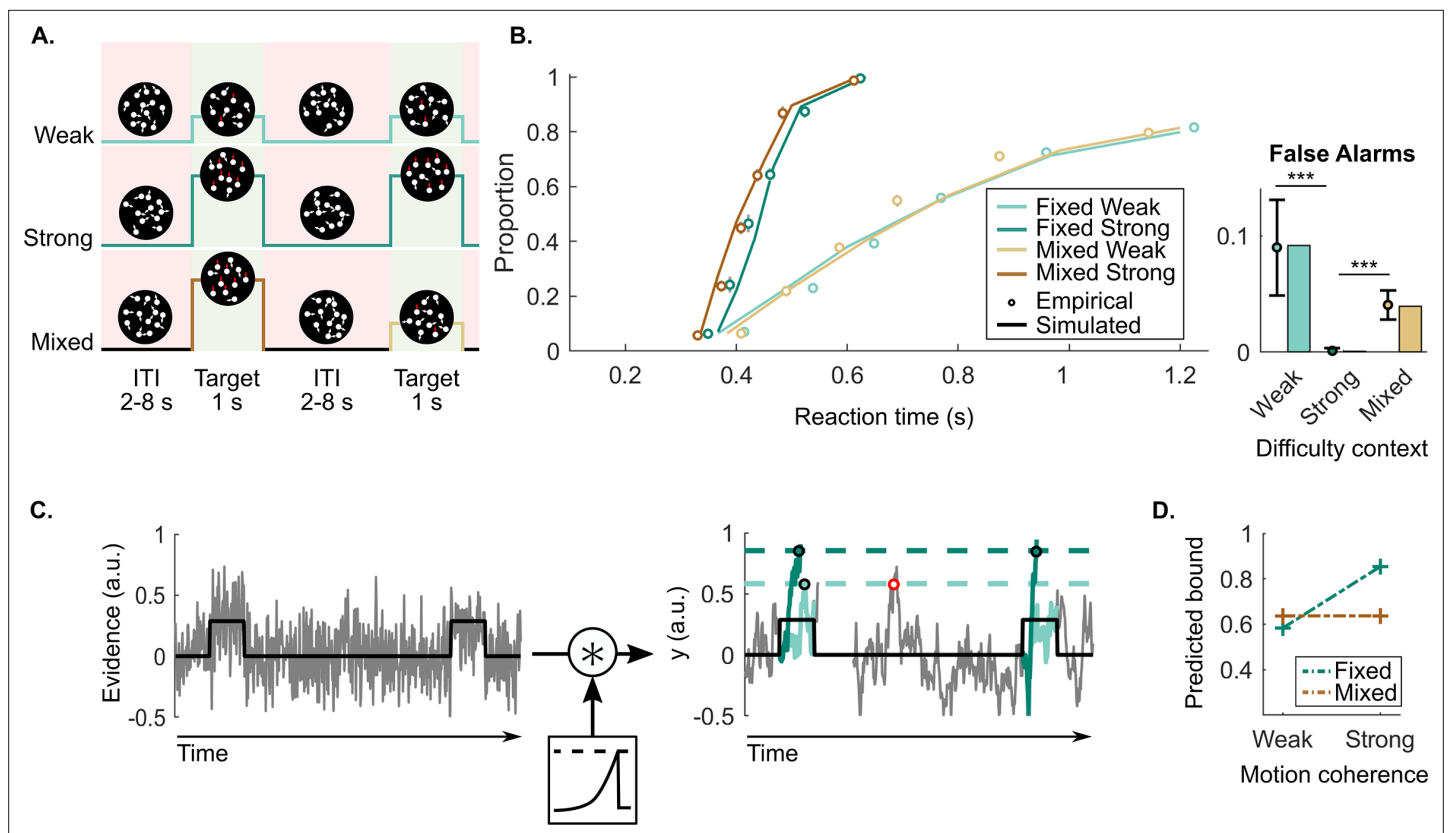 A.
Weak
Strong
Mixed
ITI
2-8 s
Target
1 s
ITI
2-8 s
Target
1 s
B.
Proportion
1
0.8
0.6
0.4
0.2
0
0.2
0.4
0.6
0.8
1
1.2
Reaction time (s)
Fixed Weak
Fixed Strong
Mixed Weak
Mixed Strong
Empirical
Simulated
False Alarms
***
***
0.1
0
Weak
Strong
Mixed
Difficulty context
C.
Evidence (a.u.)
1
0.5
0
-0.5
Time
*
y (a.u.)
1
0.5
0
-0.5
Time
D.
Predicted bound
1
0.8
0.6
0.4
Fixed
Mixed
Weak
Strong
Motion coherence